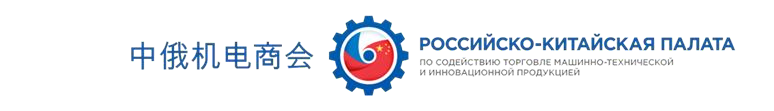 中俄机电商会
РОССИЙСКО-КИТАЙСКАЯ ПАЛАТА
ПО СОДЕЙСТВИЮ ТОРГОВЛЕ МАШИННО-ТЕХНИЧЕСКОЙ
И ИННОВАЦИОННОЙ ПРОДУКЦИЕЙ